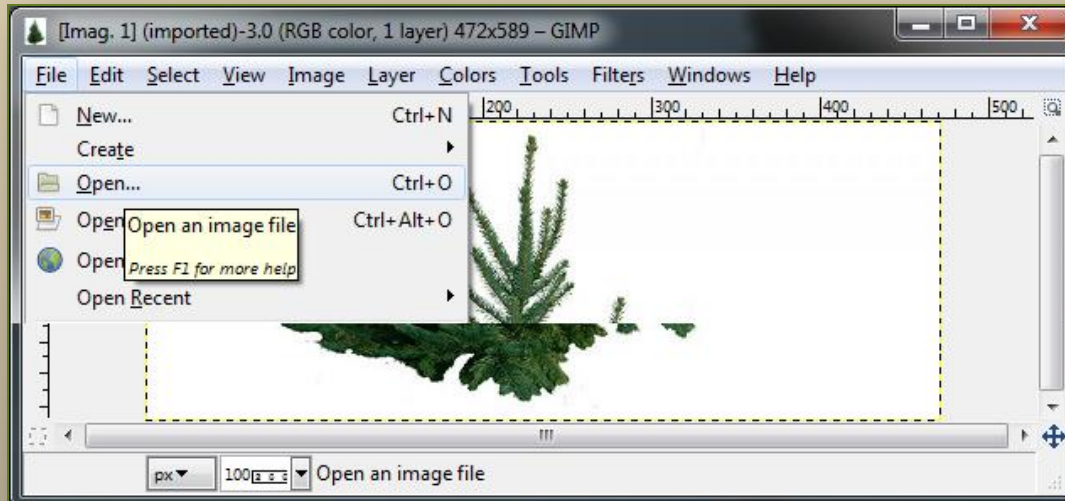 [Imag. 1] (imported)-3.0 (RGB color, 1 layer) 472x589 – GIMP
File Edit Select View Image Layer Colors Tools Filters Windows Help
200 300 400 500
New... Ctrl+N
Create
Open... Ctrl+O
Open Ctrl+Alt+O
Open an image file
Open
Press F1 for more help
Open Recent
px 100 Open an image file